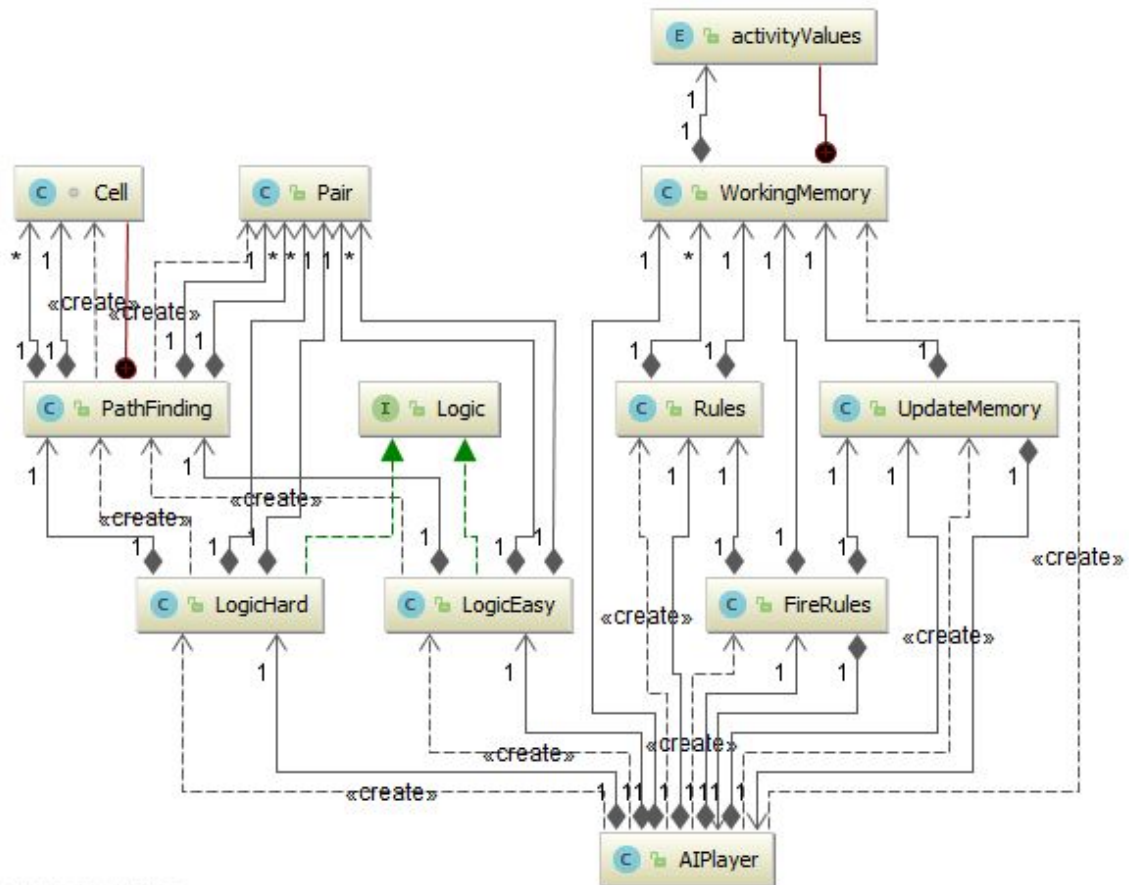 E activityValues
1
1
C Cell C Pair C WorkingMemory
* 1 1 * * 1 1 * 1 * 1 1 1
«create»
«create»
1 1 1 1 1 1 1
C PathFinding I Logic C Rules C UpdateMemory
1 1 1 1 1 1 1
«create»
«create»
1 1 1 1 1 1 1 1 1
«create»
C LogicHard C LogicEasy C FireRules
«create»
«create»
1 1 1 1
«create»
«create»
«create»
1 11 1 111 1
C AIPlayer